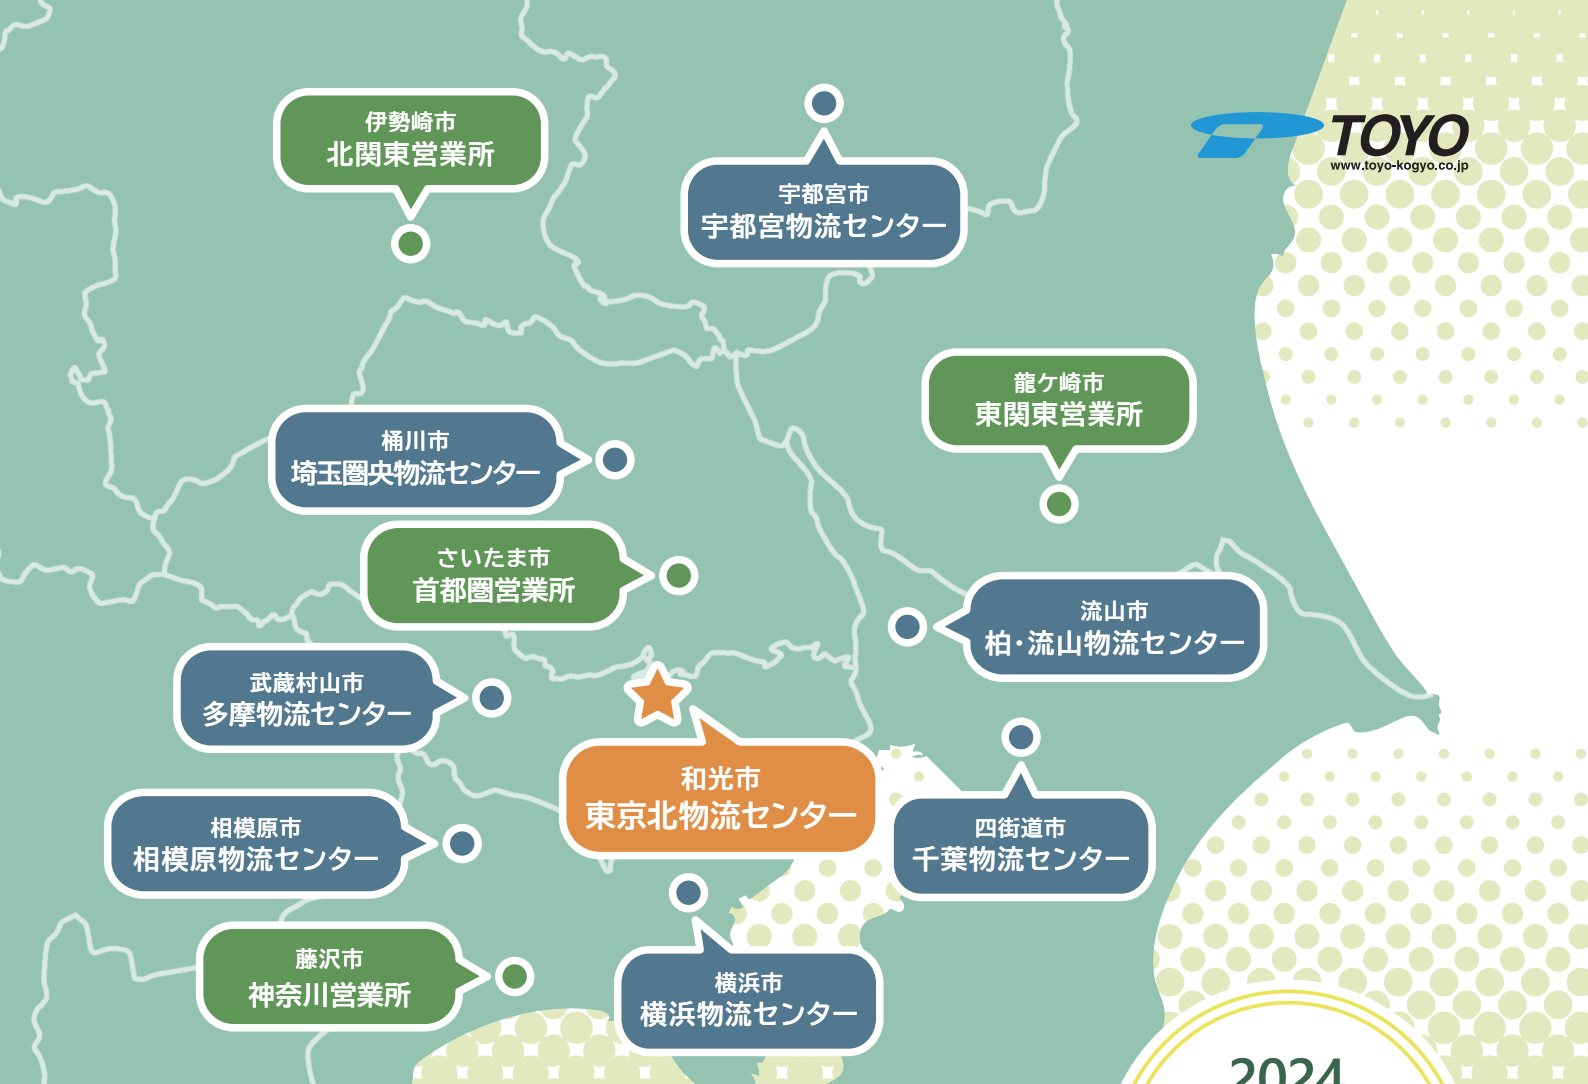 伊勢崎市
北関東営業所
宇都宮市
宇都宮物流センター
TOYO
www.toyo-kogyo.co.jp
龍ケ崎市
東関東営業所
桶川市
埼玉圏央物流センター
さいたま市
首都圏営業所
流山市
柏・流山物流センター
武蔵村山市
多摩物流センター
和光市
東京北物流センター
相模原市
相模原物流センター
四街道市
千葉物流センター
藤沢市
神奈川営業所
横浜市
横浜物流センター
2024